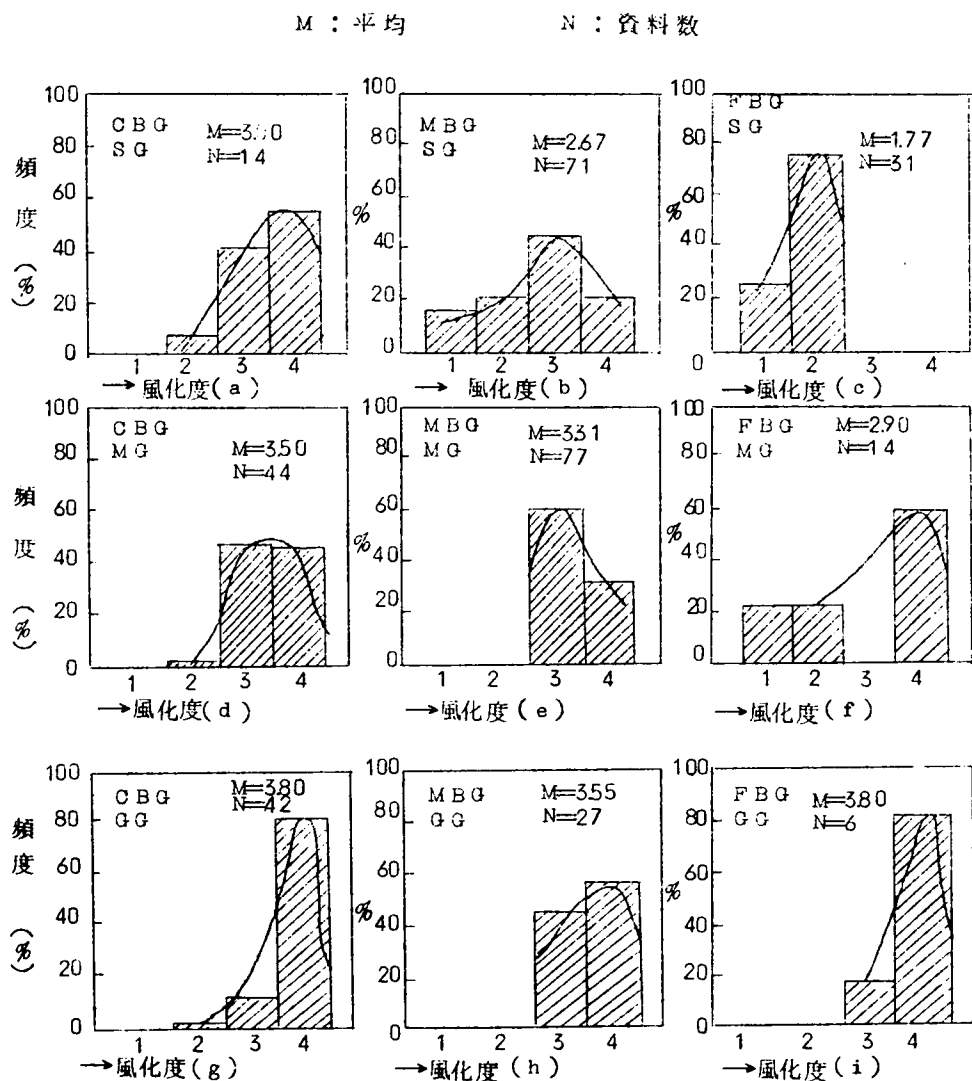 M：平均 N：資料数
100 100 100
CBG MBG FBG
SG SG SG
N=14
M=2.67
N=71
M=1.77
N=31
80 80 80
60 60 60
40 40 40
20 20 20
0 0 0
頻度(%) % %
1 2 3 4 1 2 3 4 1 2 3 4
→風化度(a) → 風化度(b) →風化度(c)
100 100 100
CBG MBG FBG
MG MG MG
M=3.50 M=3.31 M=2.90
N=44 N=77 N=14
80 80 80
60 60 60
40 40 40
20 20 20
0 0 0
頻度(%) % %
1 2 3 4 1 2 3 4 1 2 3 4
→風化度(d) →風化度(e) →風化度(f)
100 100 100
CBG MBG FBG
GG GG GG
M=3.80 M=3.55 M=3.80
N=42 N=27 N=6
80 80 80
60 60 60
40 40 40
20 20 20
0 0 0
頻度(%) % %
1 2 3 4 1 2 3 4 1 2 3 4
→風化度(g) →風化度(h) →風化度(i)